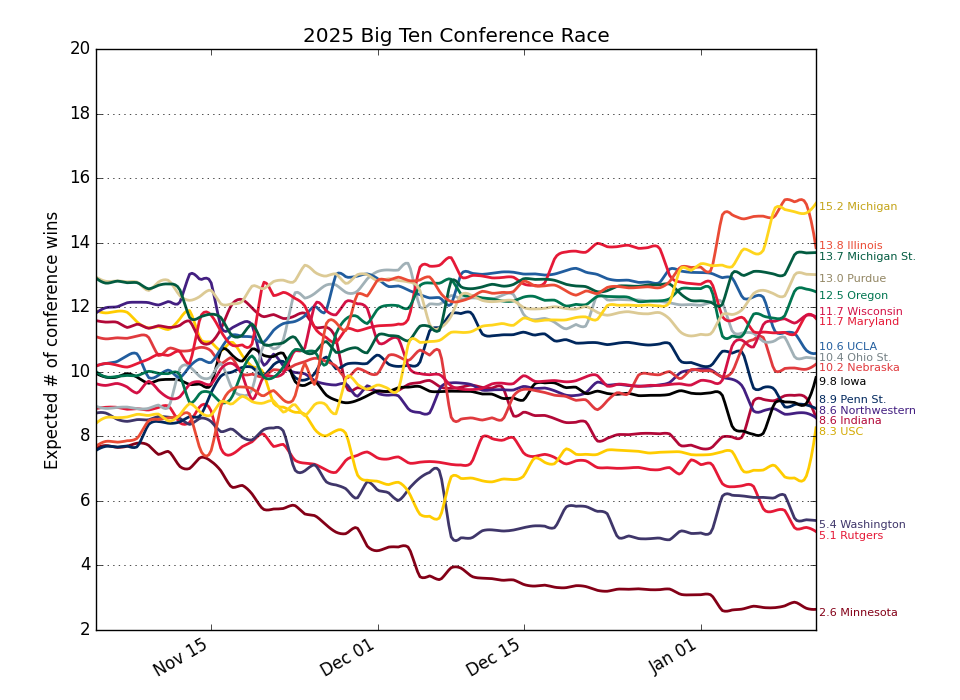 2025 Big Ten Conference Race
Expected # of conference wins
20
18
16
14
12
10
8
6
4
2
Nov 15
Dec 01
Dec 15
Jan 01
15.2 Michigan
13.8 Illinois
13.7 Michigan St.
13.0 Purdue
12.5 Oregon
11.7 Wisconsin
11.7 Maryland
10.6 UCLA
10.4 Ohio St.
10.2 Nebraska
9.8 Iowa
8.9 Penn St.
8.6 Northwestern
8.6 Indiana
8.3 USC
5.4 Washington
5.1 Rutgers
2.6 Minnesota